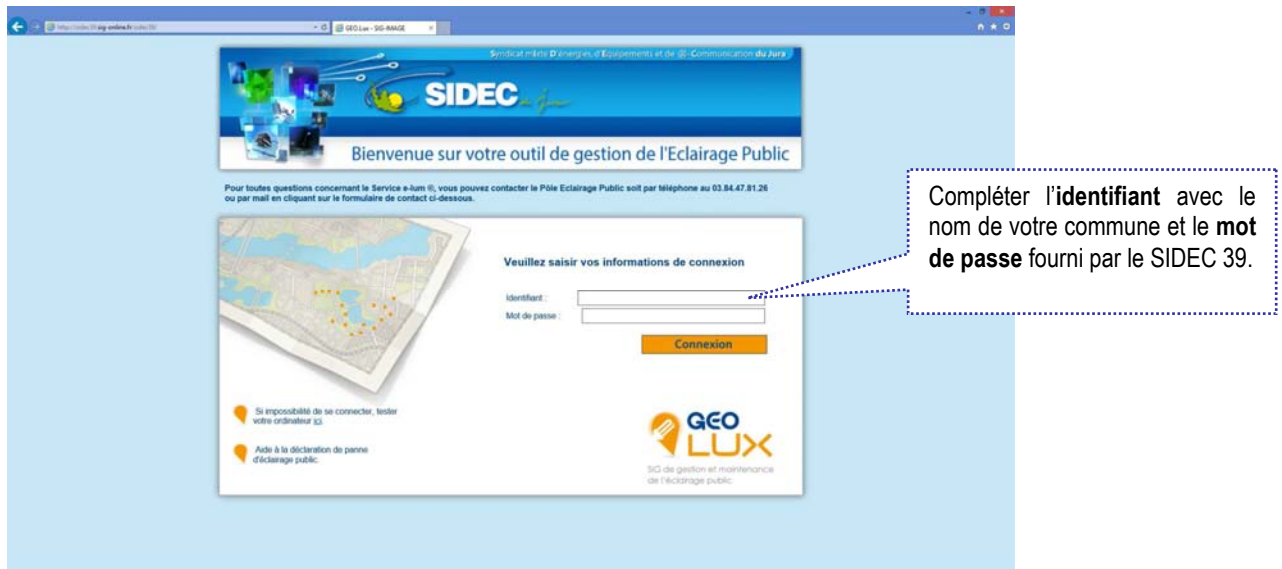 GEO.Lux - SIG-IMAGE
Syndicat mixte D'énergies, d'Equipements et de @-Communication du Jura
SIDEC du Jura
Bienvenue sur votre outil de gestion de l'Eclairage Public
Pour toutes questions concernant le Service e-lum ®, vous pouvez contacter le Pôle Eclairage Public soit par téléphone au 03.84.47.81.26
ou par mail en cliquant sur le formulaire de contact ci-dessous.
Veuillez saisir vos informations de connexion
Identifiant :
Mot de passe :
Connexion
Si impossibilité de se connecter, tester
votre ordinateur ici.
Aide à la déclaration de panne
d'éclairage public.
GEO
LUX
SIG de gestion et maintenance
de l'éclairage public
Compléter l'identifiant avec le
nom de votre commune et le mot
de passe fourni par le SIDEC 39.